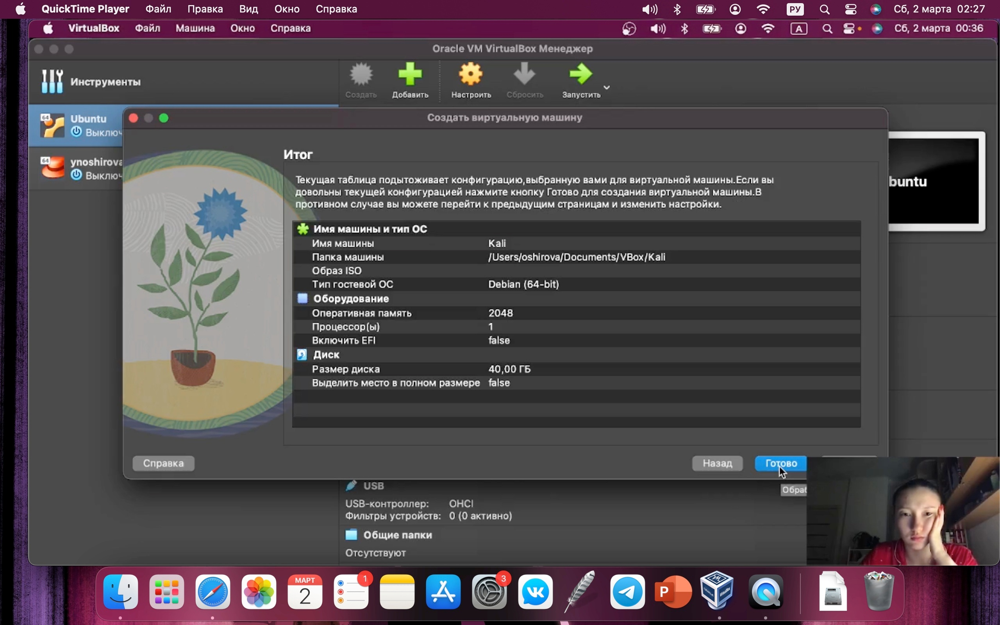 QuickTime Player Файл Правка Вид Окно Справка РУ Сб, 2 марта 02:27
VirtualBox Файл Машина Окно Справка A Сб, 2 марта 00:36
Oracle VM VirtualBox Менеджер
Инструменты
Создать Добавить Настроить Сбросить Запустить
64 Ubuntu
Выключ
64 ynoshirova
Выключ
buntu
Создать виртуальную машину
Итог
Текущая таблица подытоживает конфигурацию,выбранную вами для виртуальной машины.Если вы
довольны текущей конфигурацией нажмите кнопку Готово для создания виртуальной машины.В
противном случае вы можете перейти к предыдущим страницам и изменить настройки.
Имя машины и тип ОС
Имя машины Kali
Папка машины /Users/oshirova/Documents/VBox/Kali
Образ ISO
Тип гостевой ОС Debian (64-bit)
Оборудование
Оперативная память 2048
Процессор(ы) 1
Включить EFI false
Диск
Размер диска 40,00 ГБ
Выделить место в полном размере false
Справка Назад Готово
Обраб
USB
USB-контроллер: OHCI
Фильтры устройств: 0 (0 активно)
Общие папки
Отсутствуют
МАРТ
2
1
3
P